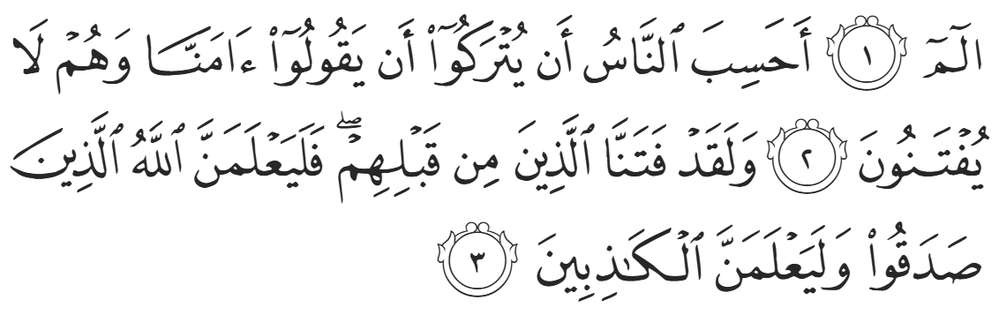 الٓمٓ ١ أَحَسِبَ ٱلنَّاسُ أَن يُتْرَكُوٓا۟ أَن يَقُولُوٓا۟ ءَامَنَّا وَهُمْ لَا
يُفْتَنُونَ ٢ وَلَقَدْ فَتَنَّا ٱلَّذِينَ مِن قَبْلِهِمْ ۖ فَلَيَعْلَمَنَّ ٱللَّهُ ٱلَّذِينَ
صَدَقُوا۟ وَلَيَعْلَمَنَّ ٱلْكَـٰذِبِينَ ٣